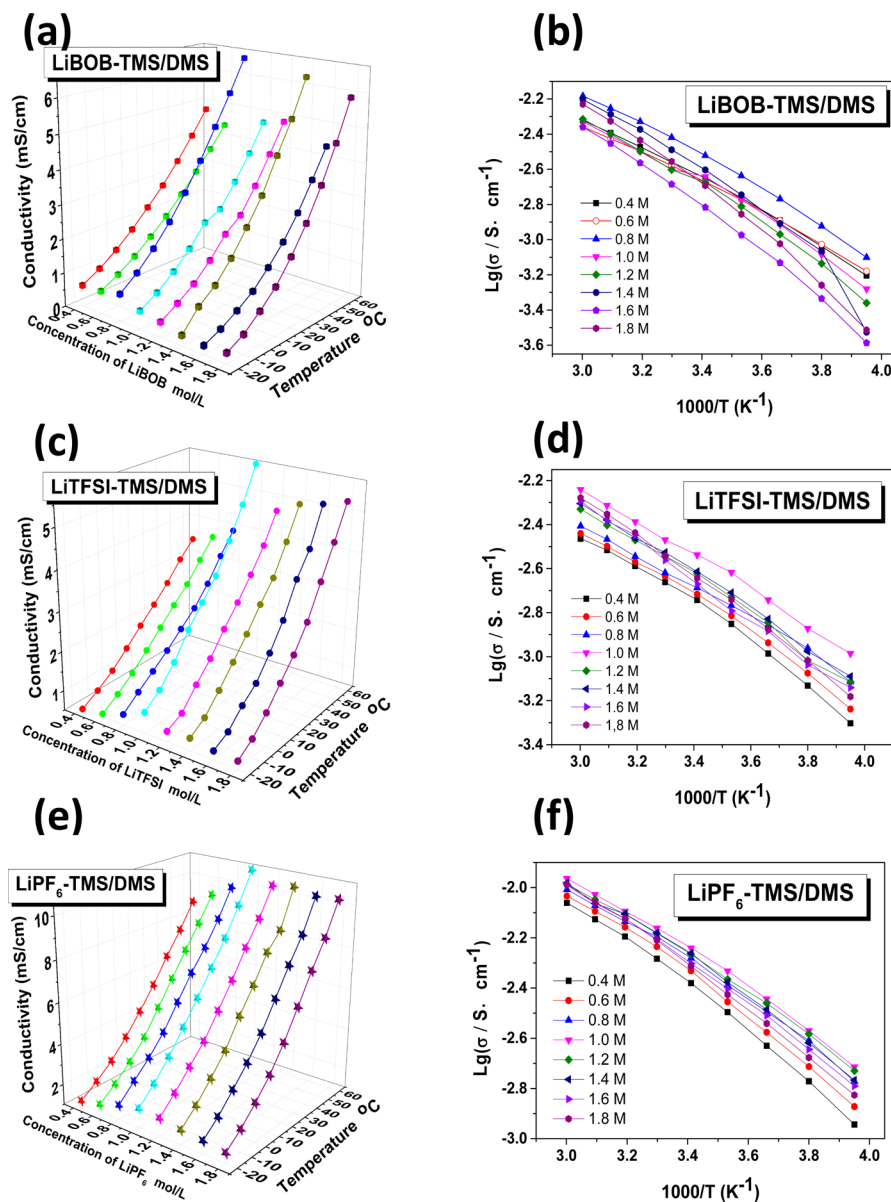 (a)
LiBOB-TMS/DMS
Conductivity (mS/cm)
6
5
4
3
2
1
0
0.4
0.6
0.8
1.0
1.2
1.4
1.6
1.8
Concentration of LiBOB mol/L
-20
-10
0
10
20
30
40
50
60
Temperature °C
(b)
LiBOB-TMS/DMS
Lg(σ / S· cm-1)
-2.2
-2.4
-2.6
-2.8
-3.0
-3.2
-3.4
-3.6
0.4 M
0.6 M
0.8 M
1.0 M
1.2 M
1.4 M
1.6 M
1.8 M
3.0 3.2 3.4 3.6 3.8 4.0
1000/T (K-1)
(c)
LiTFSI-TMS/DMS
Conductivity (mS/cm)
5
4
3
2
1
0.4
0.6
0.8
1.0
1.2
1.4
1.6
1.8
Concentration of LiTFSI mol/L
-20
-10
0
10
20
30
40
50
60
Temperature °C
(d)
LiTFSI-TMS/DMS
Lg(σ / S· cm-1)
-2.2
-2.4
-2.6
-2.8
-3.0
-3.2
-3.4
0.4 M
0.6 M
0.8 M
1.0 M
1.2 M
1.4 M
1.6 M
1,8 M
3.0 3.2 3.4 3.6 3.8 4.0
1000/T (K-1)
(e)
LiPF6-TMS/DMS
Conductivity (mS/cm)
10
8
6
4
2
0.4
0.6
0.8
1.0
1.2
1.4
1.6
1.8
Concentration of LiPF6 mol/L
-20
-10
0
10
20
30
40
50
60
Temperature °C
(f)
LiPF6-TMS/DMS
Lg(σ / S· cm-1)
-2.0
-2.2
-2.4
-2.6
-2.8
-3.0
0.4 M
0.6 M
0.8 M
1.0 M
1.2 M
1.4 M
1.6 M
1.8 M
3.0 3.2 3.4 3.6 3.8 4.0
1000/T (K-1)